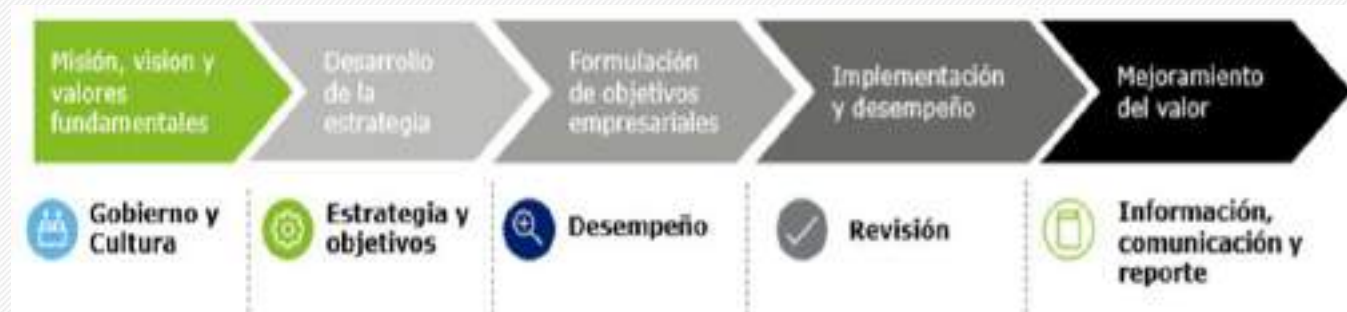 Misión, vision y
valores
fundamentales
Desarrollo
de la
estrategia
Formulación
de objetivos
empresariales
Implementación
y desempeño
Mejoramiento
del valor
Gobierno y
Cultura
Estrategia y
objetivos
Desempeño
Revisión
Información,
comunicación y
reporte